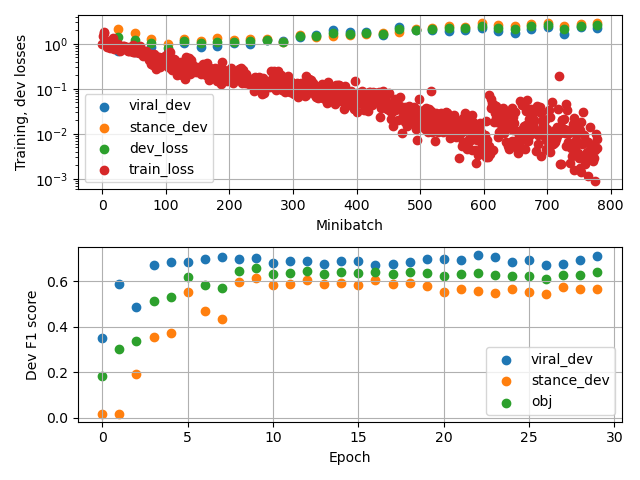 Training, dev losses
10⁰
10⁻¹
10⁻²
10⁻³
viral_dev
stance_dev
dev_loss
train_loss
0 100 200 300 400 500 600 700 800
Minibatch
Dev F1 score
0.6
0.4
0.2
0.0
viral_dev
stance_dev
obj
0 5 10 15 20 25 30
Epoch